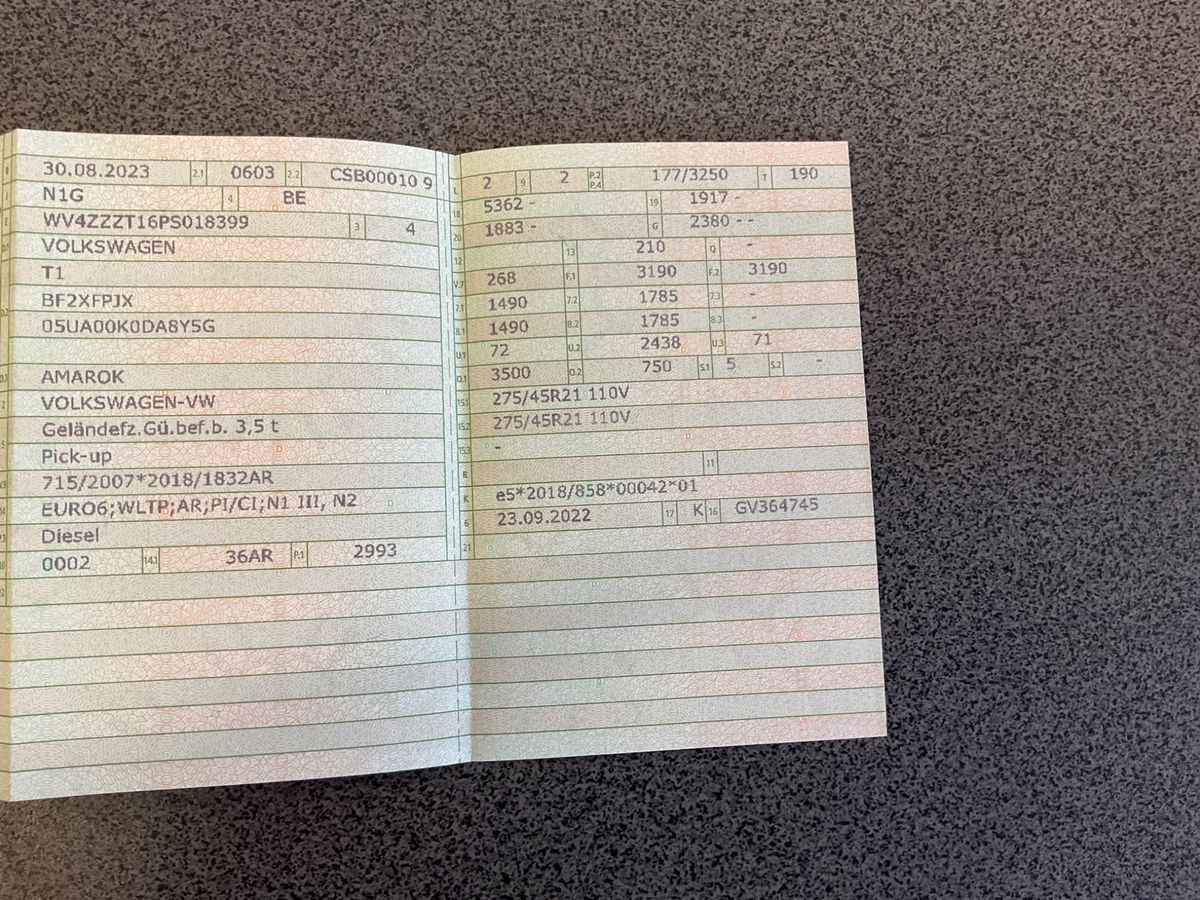 30.08.2023 2.1 0603 2.2 CSB00010 9
N1G 4 BE
WV4ZZZT16PS018399 3 4
VOLKSWAGEN
T1
BF2XFPJX
05UA00K0DA8Y5G
AMAROK
VOLKSWAGEN-VW
Geländefz.Gü.bef.b. 3,5 t
Pick-up
715/2007*2018/1832AR
EURO6;WLTP;AR;PI/CI;N1 III, N2
Diesel
0002 14.1 36AR P.1 2993
L 2 9 2 P.2 P.4 177/3250 T 190
18 5362 - 19 1917 -
20 1883 - G 2380 - -
12 13 210 Q -
V.7 268 F.1 3190 F.2 3190
7.1 1490 7.2 1785 7.3 -
8.1 1490 8.2 1785 8.3 -
U.1 72 U.2 2438 U.3 71
O.1 3500 O.2 750 S.1 5 S.2 -
15.1 275/45R21 110V
15.2 275/45R21 110V
15.3 -
R 11
K e5*2018/858*00042*01
6 23.09.2022 17 K 16 GV364745
21